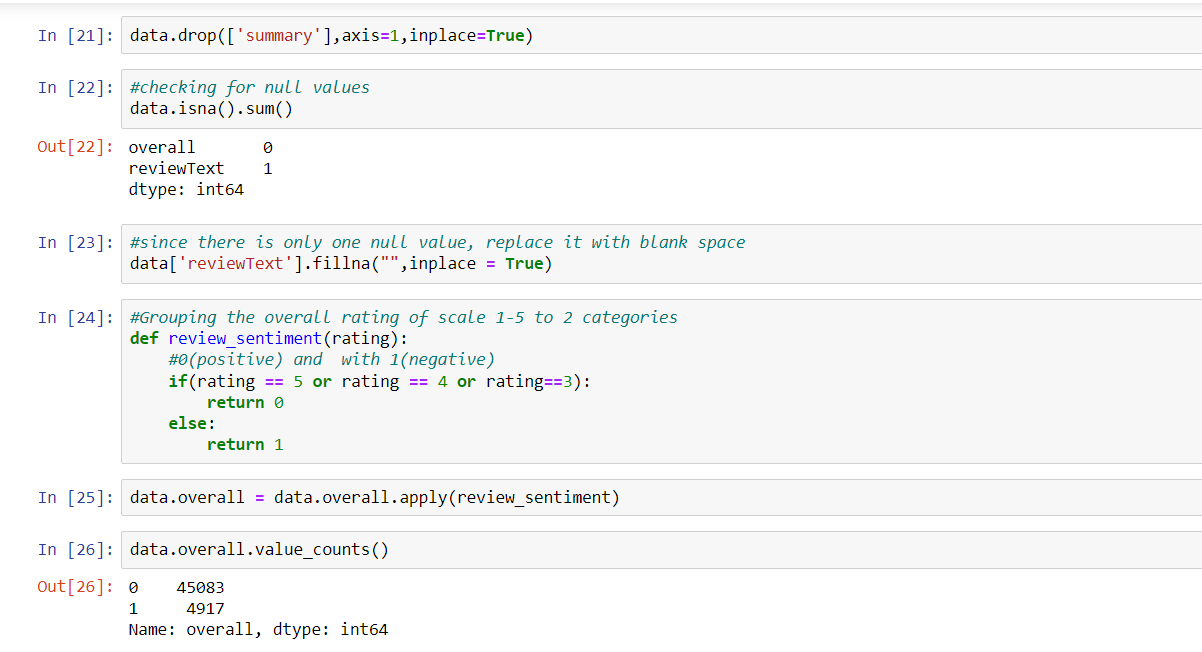 In [21]: data.drop(['summary'],axis=1,inplace=True)
In [22]: #checking for null values
data.isna().sum()
Out[22]: overall 0
reviewText 1
dtype: int64
In [23]: #since there is only one null value, replace it with blank space
data['reviewText'].fillna("",inplace = True)
In [24]: #Grouping the overall rating of scale 1-5 to 2 categories
def review_sentiment(rating):
    #0(positive) and  with 1(negative)
    if(rating == 5 or rating == 4 or rating==3):
        return 0
    else:
        return 1
In [25]: data.overall = data.overall.apply(review_sentiment)
In [26]: data.overall.value_counts()
Out[26]: 0    45083
1     4917
Name: overall, dtype: int64